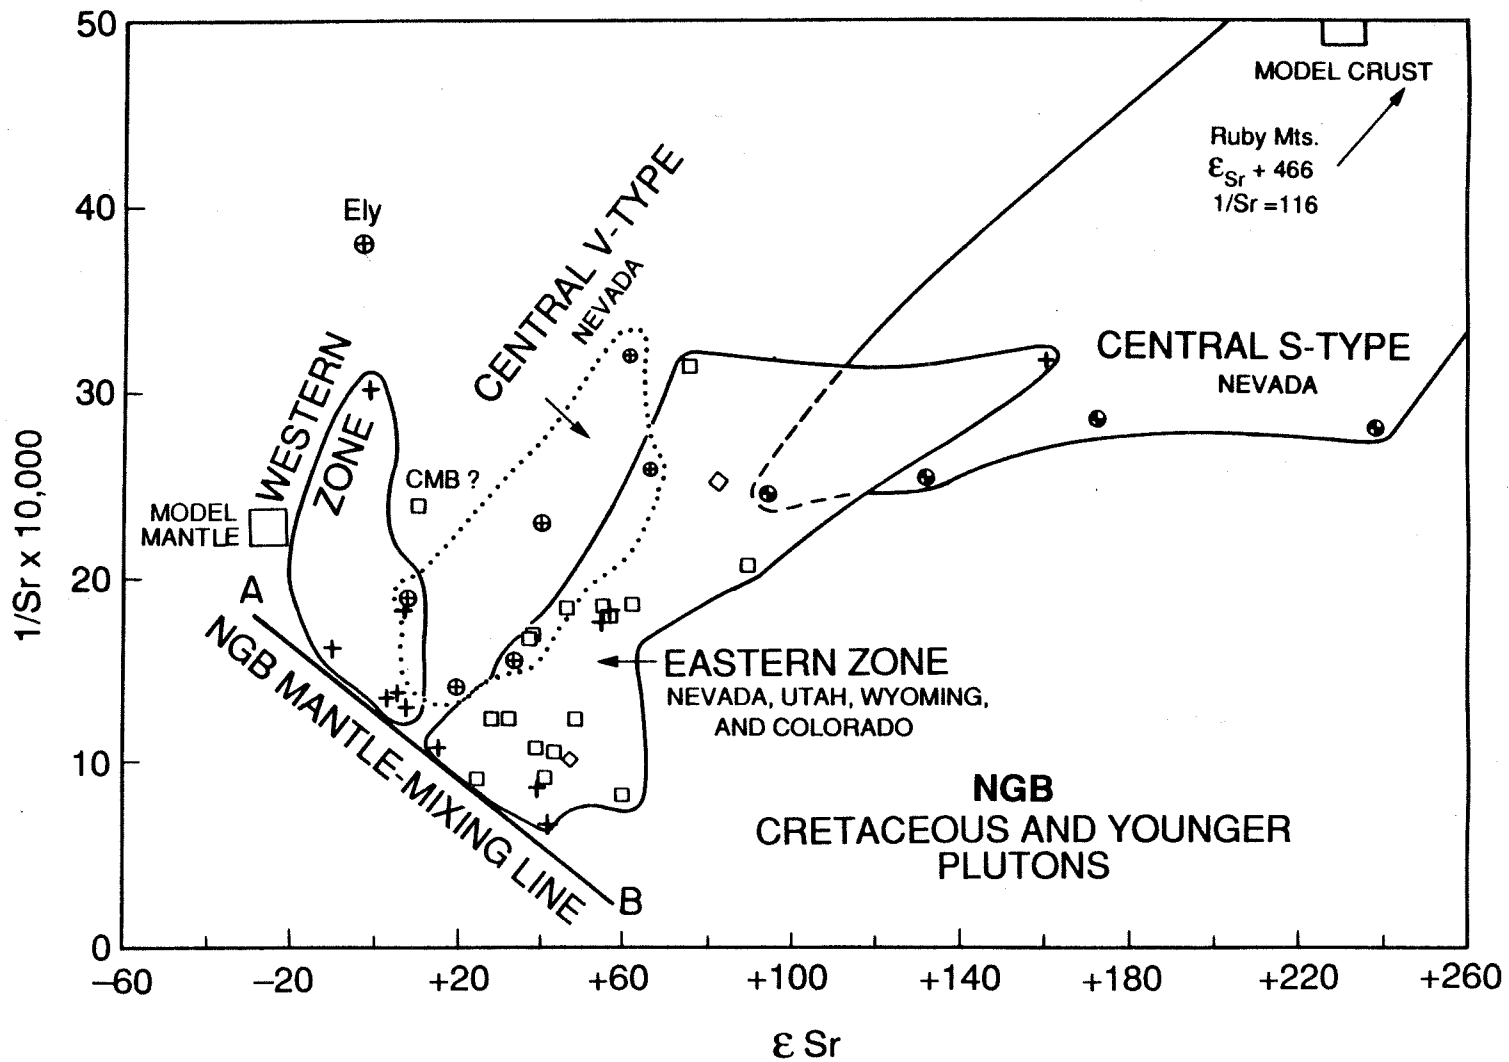 50
40
30
20
10
0
1/Sr x 10,000
−60
−20
+20
+60
+100
+140
+180
+220
+260
ε Sr
MODEL CRUST
Ruby Mts.
εSr + 466
1/Sr =116
Ely
CENTRAL V-TYPE
NEVADA
WESTERN
ZONE
CMB ?
MODEL
MANTLE
CENTRAL S-TYPE
NEVADA
A
NGB MANTLE-MIXING LINE
B
EASTERN ZONE
NEVADA, UTAH, WYOMING,
AND COLORADO
NGB
CRETACEOUS AND YOUNGER
PLUTONS